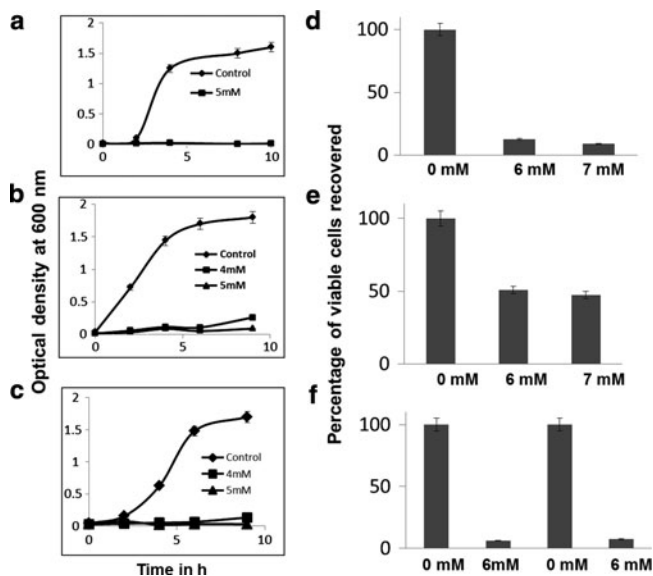 a
2
1.5
1
0.5
0
0 5 10
Control
5mM
b
2
1.5
1
0.5
0
0 5 10
Control
4mM
5mM
c
2
1.5
1
0.5
0
0 5 10
Control
4mM
5mM
Optical density at 600 nm
Time in h
d
100
50
0
0 mM 6 mM 7 mM
e
100
50
0
0 mM 6 mM 7 mM
f
100
50
0
0 mM 6mM 0 mM 6 mM
Percentage of viable cells recovered